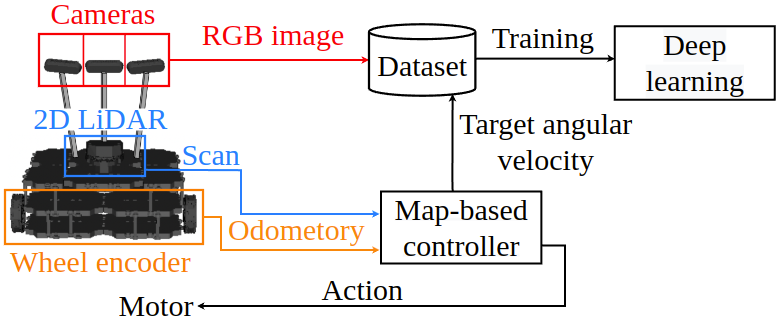 Cameras
RGB image
Dataset
Training
Deep
learning
2D LiDAR
Scan
Target angular
velocity
Map-based
controller
Odometory
Wheel encoder
Action
Motor